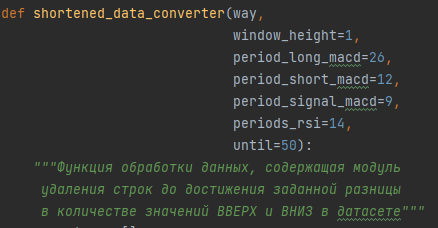 def shortened_data_converter(way,
window_height=1,
period_long_macd=26,
period_short_macd=12,
period_signal_macd=9,
periods_rsi=14,
until=50):
"""Функция обработки данных, содержащая модуль
удаления строк до достижения заданной разницы
в количестве значений ВВЕРХ и ВНИЗ в датасете"""